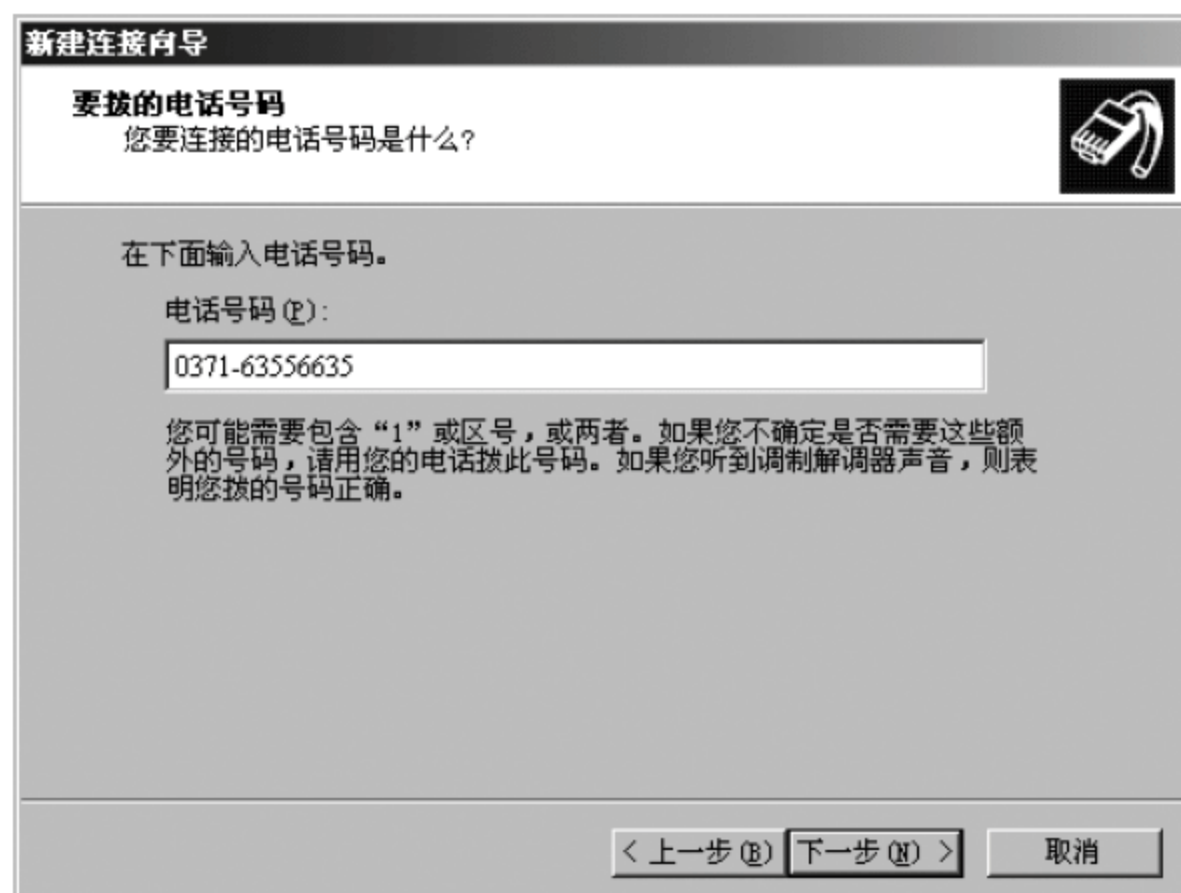 新建连接向导
要拨的电话号码
您要连接的电话号码是什么?
在下面输入电话号码。
电话号码(P):
0371-63556635
您可能需要包含“1”或区号，或两者。如果您不确定是否需要这些额
外的号码，请用您的电话拨此号码。如果您听到调制解调器声音，则表
明您拨的号码正确。
< 上一步(B) 下一步(N) > 取消